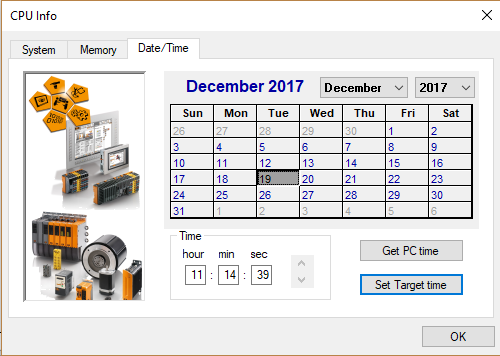 CPU Info
System Memory Date/Time
December 2017 December 2017
Sun Mon Tue Wed Thu Fri Sat
26 27 28 29 30 1 2
3 4 5 6 7 8 9
10 11 12 13 14 15 16
17 18 19 20 21 22 23
24 25 26 27 28 29 30
31 1 2 3 4 5 6
Time
hour min sec
11 : 14 : 39
Get PC time
Set Target time
OK